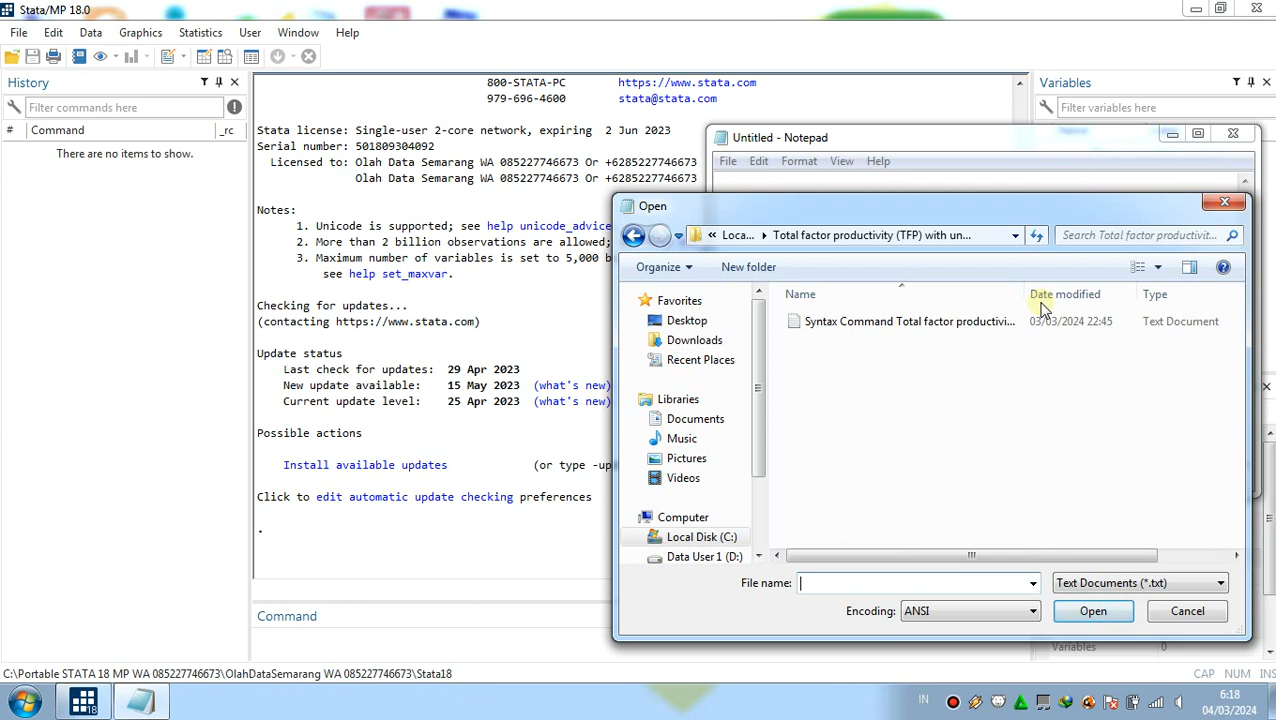 Stata/MP 18.0
File Edit Data Graphics Statistics User Window Help
History
Filter commands here
# Command _rc
There are no items to show.
800-STATA-PC https://www.stata.com
979-696-4600 stata@stata.com
Stata license: Single-user 2-core network, expiring 2 Jun 2023
Serial number: 501809304092
Licensed to: Olah Data Semarang WA 085227746673 Or +6285227746673
Olah Data Semarang WA 085227746673 Or +6285227746673
Notes:
1. Unicode is supported; see help unicode_advice
2. More than 2 billion observations are allowed;
3. Maximum number of variables is set to 5,000 b
see help set_maxvar.
Checking for updates...
(contacting https://www.stata.com)
Update status
Last check for updates: 29 Apr 2023
New update available: 15 May 2023 (what's new)
Current update level: 25 Apr 2023 (what's new)
Possible actions
Install available updates (or type -up
Click to edit automatic update checking preferences
.
Command
C:\Portable STATA 18 MP WA 085227746673\OlahDataSemarang WA 085227746673\Stata18
Variables
Filter variables here
Untitled - Notepad
File Edit Format View Help
Open
« Loca... Total factor productivity (TFP) with un...
Search Total factor productivit...
Organize New folder
Favorites
Desktop
Downloads
Recent Places
Libraries
Documents
Music
Pictures
Videos
Computer
Local Disk (C:)
Data User1 (D:)
Name Date modified Type
Syntax Command Total factor productivi... 03/03/2024 22:45 Text Document
File name: Text Documents (*.txt)
Encoding: ANSI Open Cancel
Variables 0
CAP NUM INS
18
IN
6:18
04/03/2024